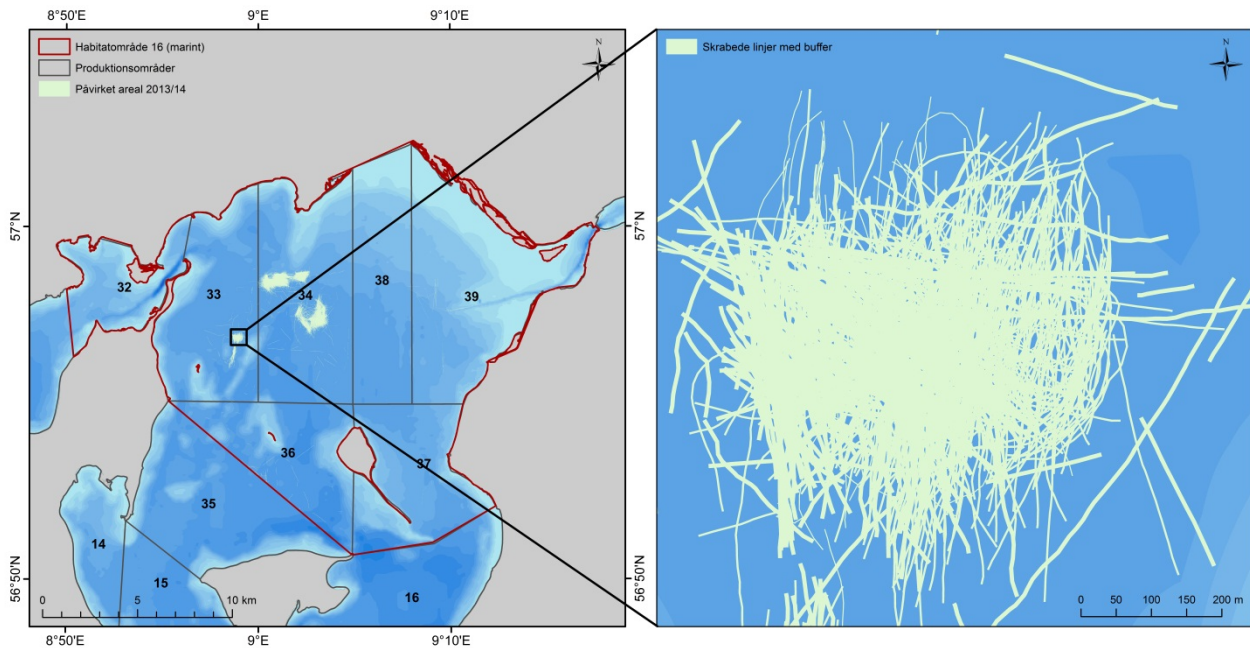 8°50'E
9°E
9°10'E
Habitatområde 16 (marint)
Produktionsområder
Påvirket areal 2013/14
N
Skrabede linjer med buffer
N
57°N
57°N
32
33
34
38
39
36
37
35
14
15
16
56°50'N
56°50'N
0
5
10 km
0
50
100
150
200 m
8°50'E
9°E
9°10'E